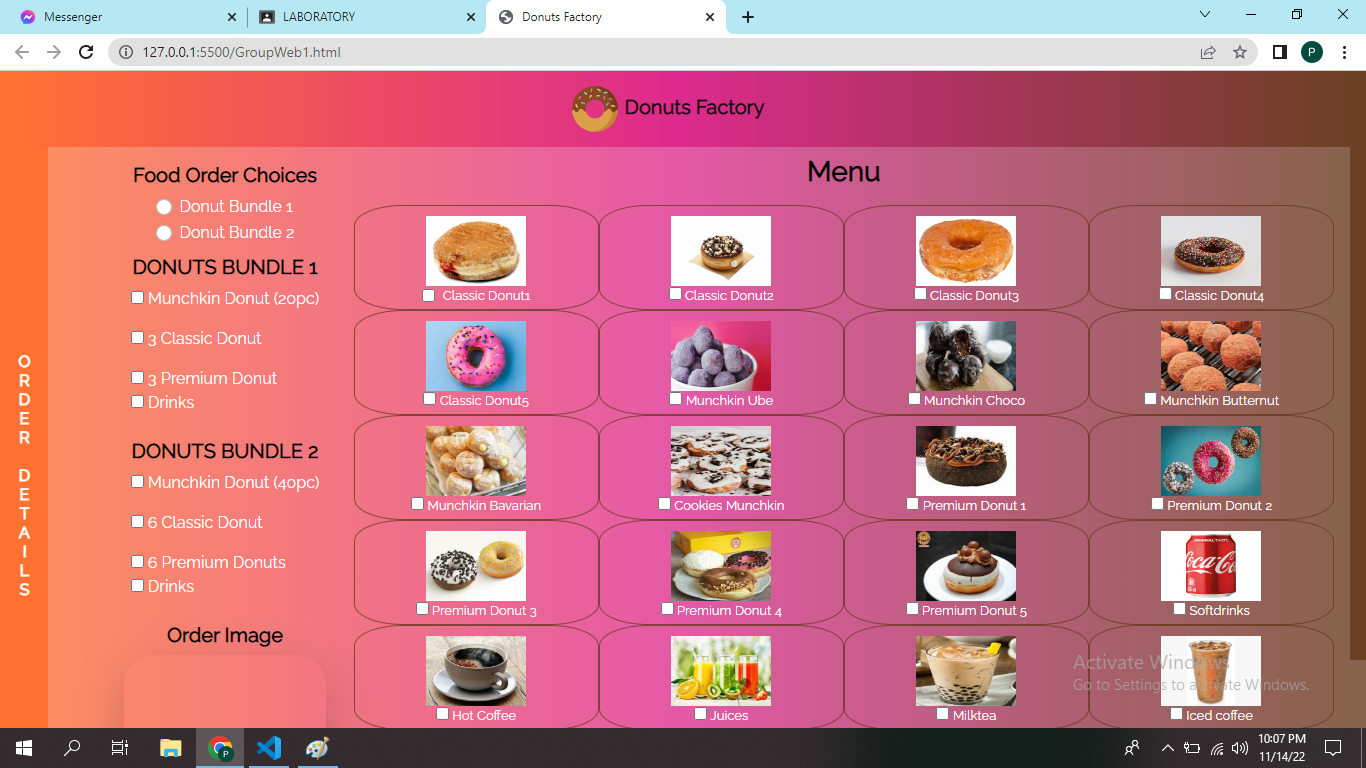 Messenger
LABORATORY
Donuts Factory
127.0.0.1:5500/GroupWeb1.html
P
Donuts Factory
Food Order Choices
Donut Bundle 1
Donut Bundle 2
DONUTS BUNDLE 1
Munchkin Donut (20pc)
3 Classic Donut
3 Premium Donut
Drinks
DONUTS BUNDLE 2
Munchkin Donut (40pc)
6 Classic Donut
6 Premium Donuts
Drinks
Order Image
ORDER DETAILS
Menu
Classic Donut1
Classic Donut2
Classic Donut3
Classic Donut4
Classic Donut5
Munchkin Ube
Munchkin Choco
Munchkin Butternut
Munchkin Bavarian
Cookies Munchkin
Premium Donut 1
Premium Donut 2
Premium Donut 3
Premium Donut 4
Premium Donut 5
ORIGINAL TASTE
Coca-Co
Softdrinks
Hot Coffee
Juices
Milktea
Iced coffee
Activate Windows
Go to Settings to activate Windows.
P
10:07 PM
11/14/22